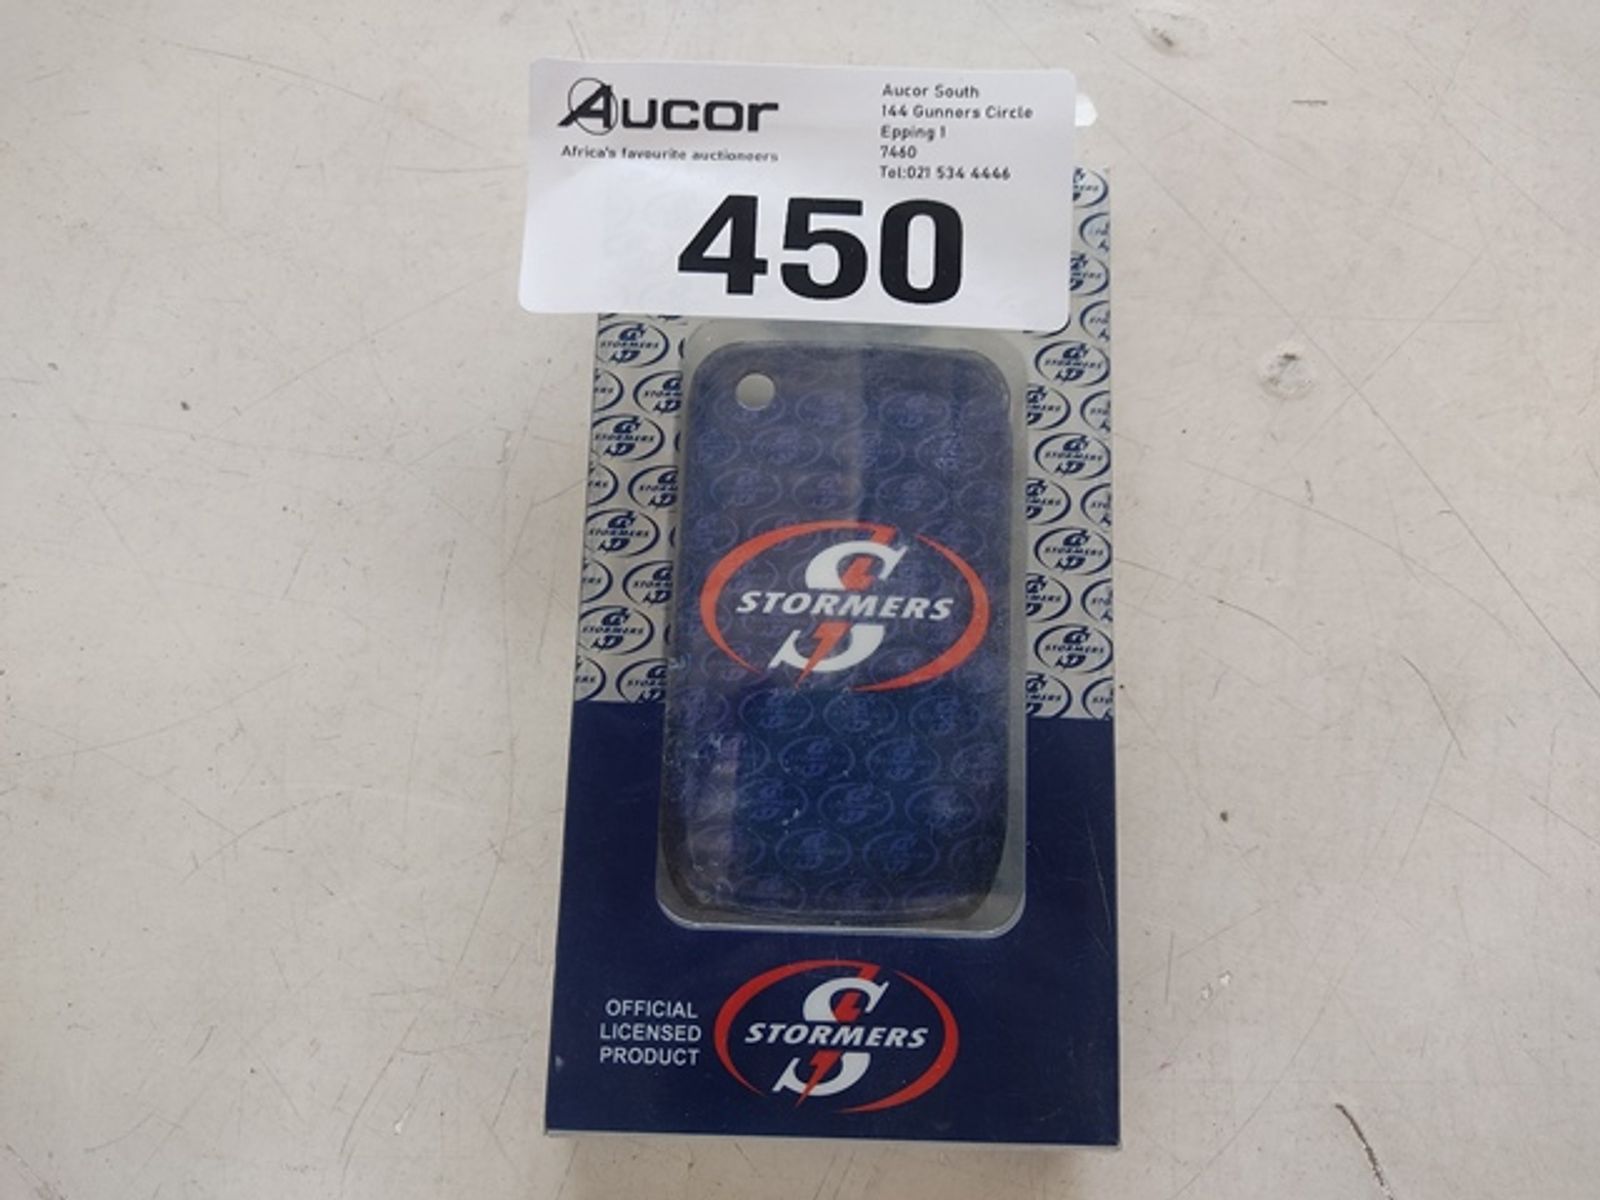 Aucor
Africa's favourite auctioneers
Aucor South
144 Gunners Circle
Epping 1
7460
Tel:021 534 4446
450
STORMERS
OFFICIAL
LICENSED
PRODUCT
STORMERS